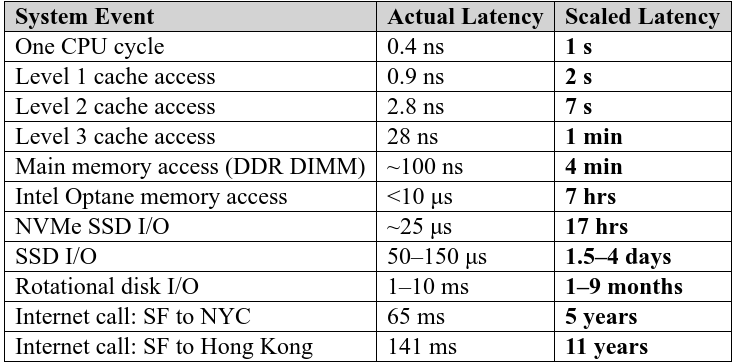 System Event Actual Latency Scaled Latency
One CPU cycle 0.4 ns 1 s
Level 1 cache access 0.9 ns 2 s
Level 2 cache access 2.8 ns 7 s
Level 3 cache access 28 ns 1 min
Main memory access (DDR DIMM) ~100 ns 4 min
Intel Optane memory access <10 μs 7 hrs
NVMe SSD I/O ~25 μs 17 hrs
SSD I/O 50–150 μs 1.5–4 days
Rotational disk I/O 1–10 ms 1–9 months
Internet call: SF to NYC 65 ms 5 years
Internet call: SF to Hong Kong 141 ms 11 years